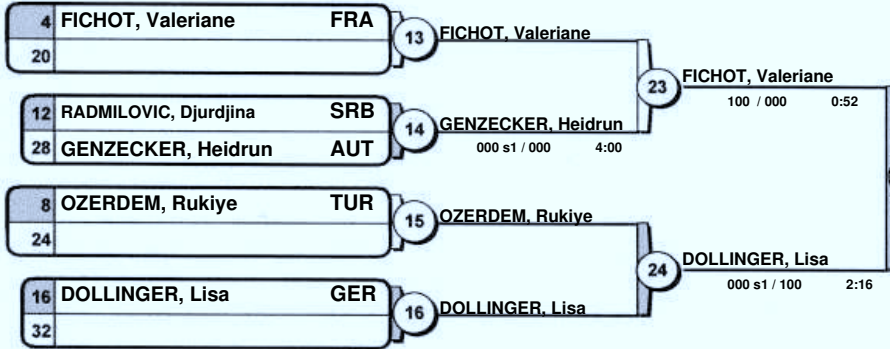 4 FICHOT, Valeriane FRA
20
13
FICHOT, Valeriane
12 RADMILOVIC, Djurdjina SRB
28 GENZECKER, Heidrun AUT
14
GENZECKER, Heidrun
000 s1 / 000 4:00
23
FICHOT, Valeriane
100 / 000 0:52
8 OZERDEM, Rukiye TUR
24
15
OZERDEM, Rukiye
16 DOLLINGER, Lisa GER
32
16
DOLLINGER, Lisa
24
DOLLINGER, Lisa
000 s1 / 100 2:16